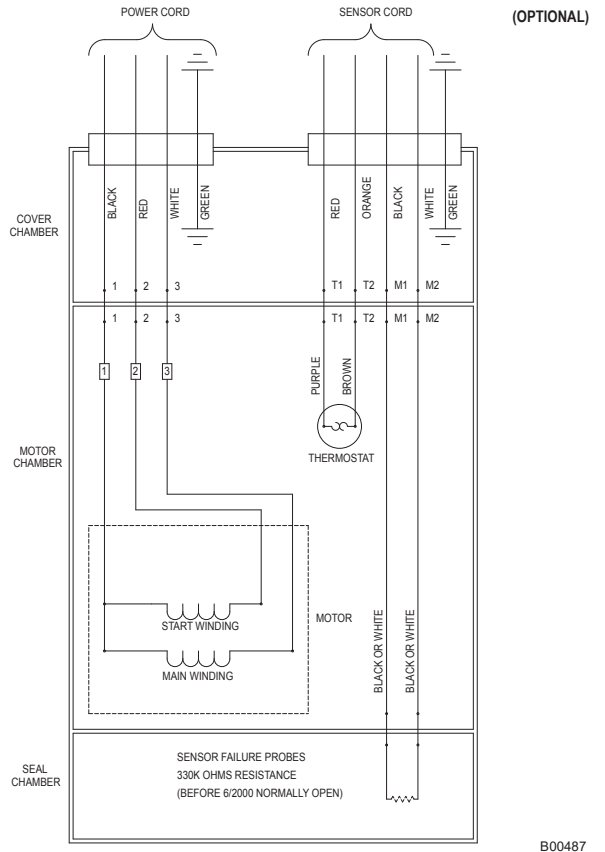 POWER CORD
SENSOR CORD
(OPTIONAL)
BLACK
RED
WHITE
GREEN
RED
ORANGE
BLACK
WHITE
GREEN
COVER
CHAMBER
1 2 3 T1 T2 M1 M2
1 2 3 T1 T2 M1 M2
1 2 3
PURPLE
BROWN
THERMOSTAT
MOTOR
CHAMBER
START WINDING
MOTOR
MAIN WINDING
BLACK OR WHITE
BLACK OR WHITE
SEAL
CHAMBER
SENSOR FAILURE PROBES
330K OHMS RESISTANCE
(BEFORE 6/2000 NORMALLY OPEN)
B00487